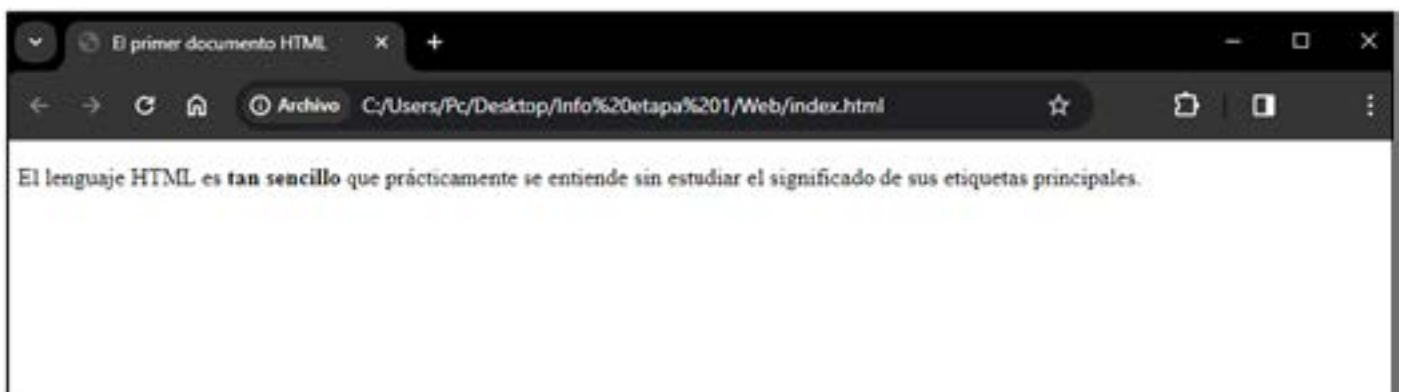 El primer documento HTML
Archivo C:/Users/Pc/Desktop/Info%20etapa%201/Web/index.html
El lenguaje HTML es tan sencillo que prácticamente se entiende sin estudiar el significado de sus etiquetas principales.